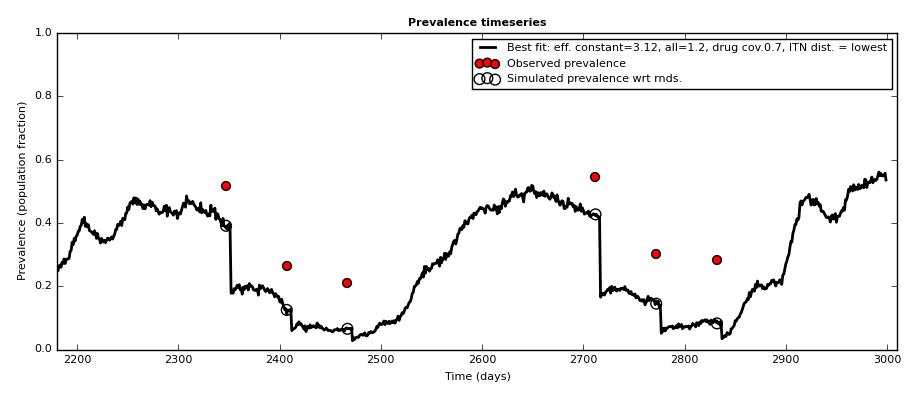 Prevalence timeseries
Best fit: eff. constant=3.12, all=1.2, drug cov.0.7, ITN dist. = lowest
Observed prevalence
Simulated prevalence wrt rnds.
Prevalence (population fraction)
1.0
0.8
0.6
0.4
0.2
0.0
2200 2300 2400 2500 2600 2700 2800 2900 3000
Time (days)